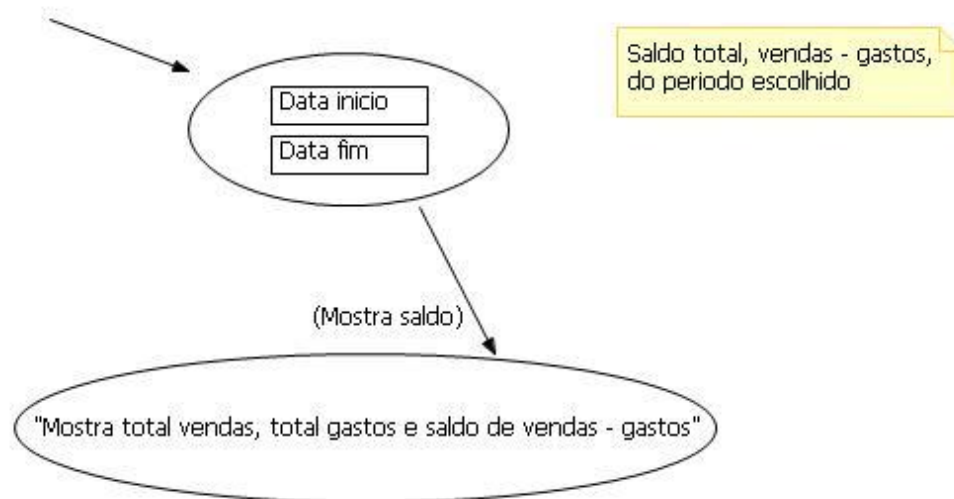 Saldo total, vendas - gastos,
do periodo escolhido
Data inicio
Data fim
(Mostra saldo)
"Mostra total vendas, total gastos e saldo de vendas - gastos"